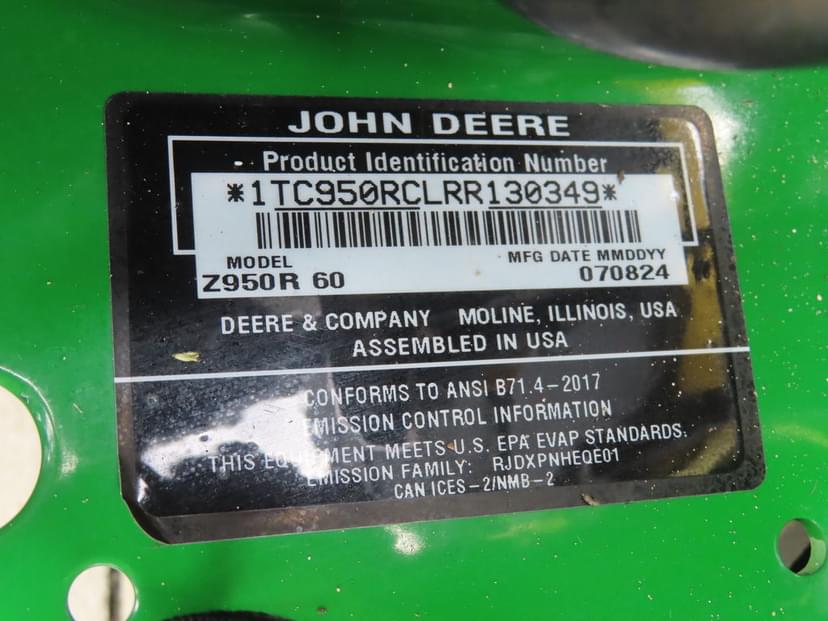 JOHN DEERE
Product Identification Number
*1TC950RCLRR130349*
MODEL MFG DATE MMDDYY
Z950R 60 070824
DEERE & COMPANY MOLINE, ILLINOIS, USA
ASSEMBLED IN USA
CONFORMS TO ANSI B71.4-2017
EMISSION CONTROL INFORMATION
THIS EQUIPMENT MEETS U.S. EPA EVAP STANDARDS.
EMISSION FAMILY: RJDXPNHEQE01
CAN ICES-2/NMB-2